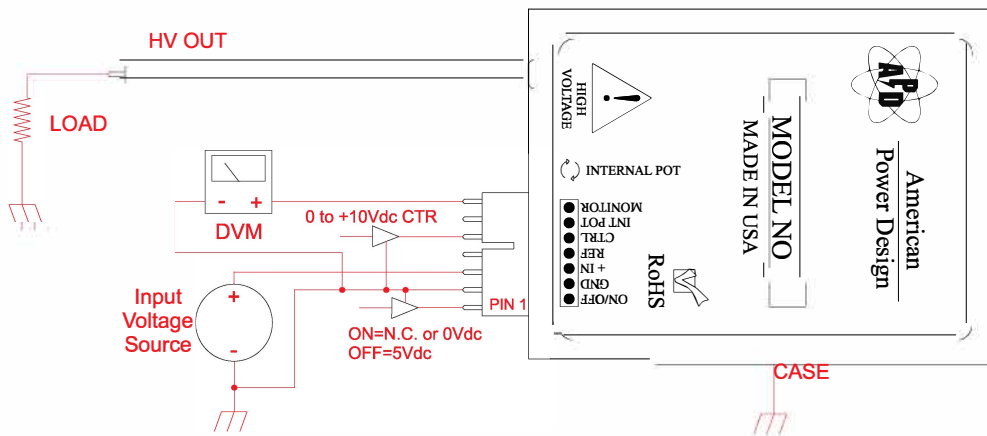 HV OUT
LOAD
DVM
- +
0 to +10Vdc CTR
Input
Voltage
Source
+
-
ON=N.C. or 0Vdc
OFF=5Vdc
PIN 1
CASE
HIGH
VOLTAGE
!
INTERNAL POT
MONITOR
INT POT
CTRL
REF
+ IN
GND
ON/OFF
RoHS
MODEL NO
MADE IN USA
APD
American
Power Design